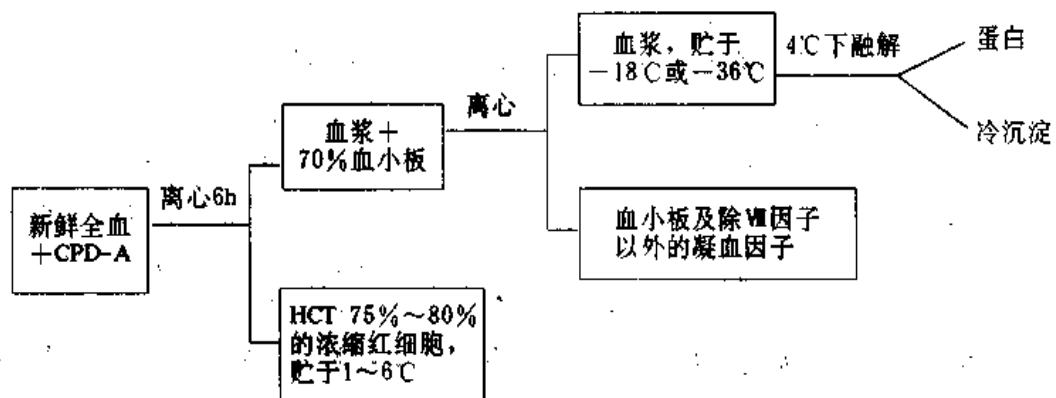 新鲜全血
+CPD-A
离心6h
血浆+
70%血小板
HCT 75%~80%
的浓缩红细胞,
贮于1~6℃
离心
血浆，贮于
-18℃或-36℃
血小板及除Ⅷ因子
以外的凝血因子
4℃下融解
蛋白
冷沉淀